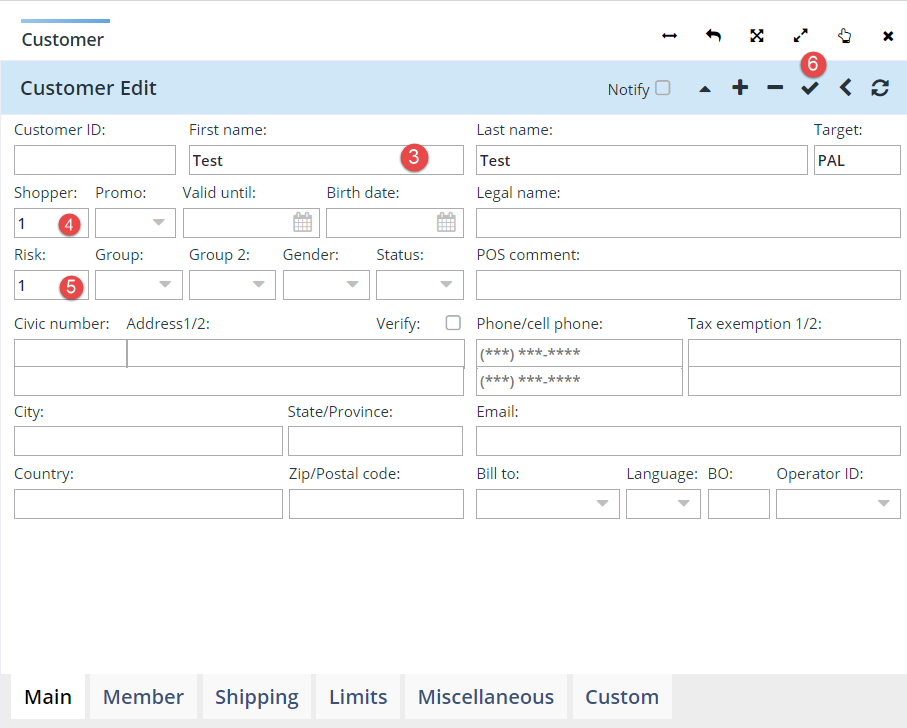 Customer
6
Customer Edit Notify
Customer ID: First name: Last name: Target:
Test 3 Test PAL
Shopper: Promo: Valid until: Birth date: Legal name:
1 4
Risk: Group: Group 2: Gender: Status: POS comment:
1 5
Civic number: Address1/2: Verify: Phone/cell phone: Tax exemption 1/2:
(***) ***-****
(***) ***-****
City: State/Province: Email:
Country: Zip/Postal code: Bill to: Language: BO: Operator ID:
Main Member Shipping Limits Miscellaneous Custom